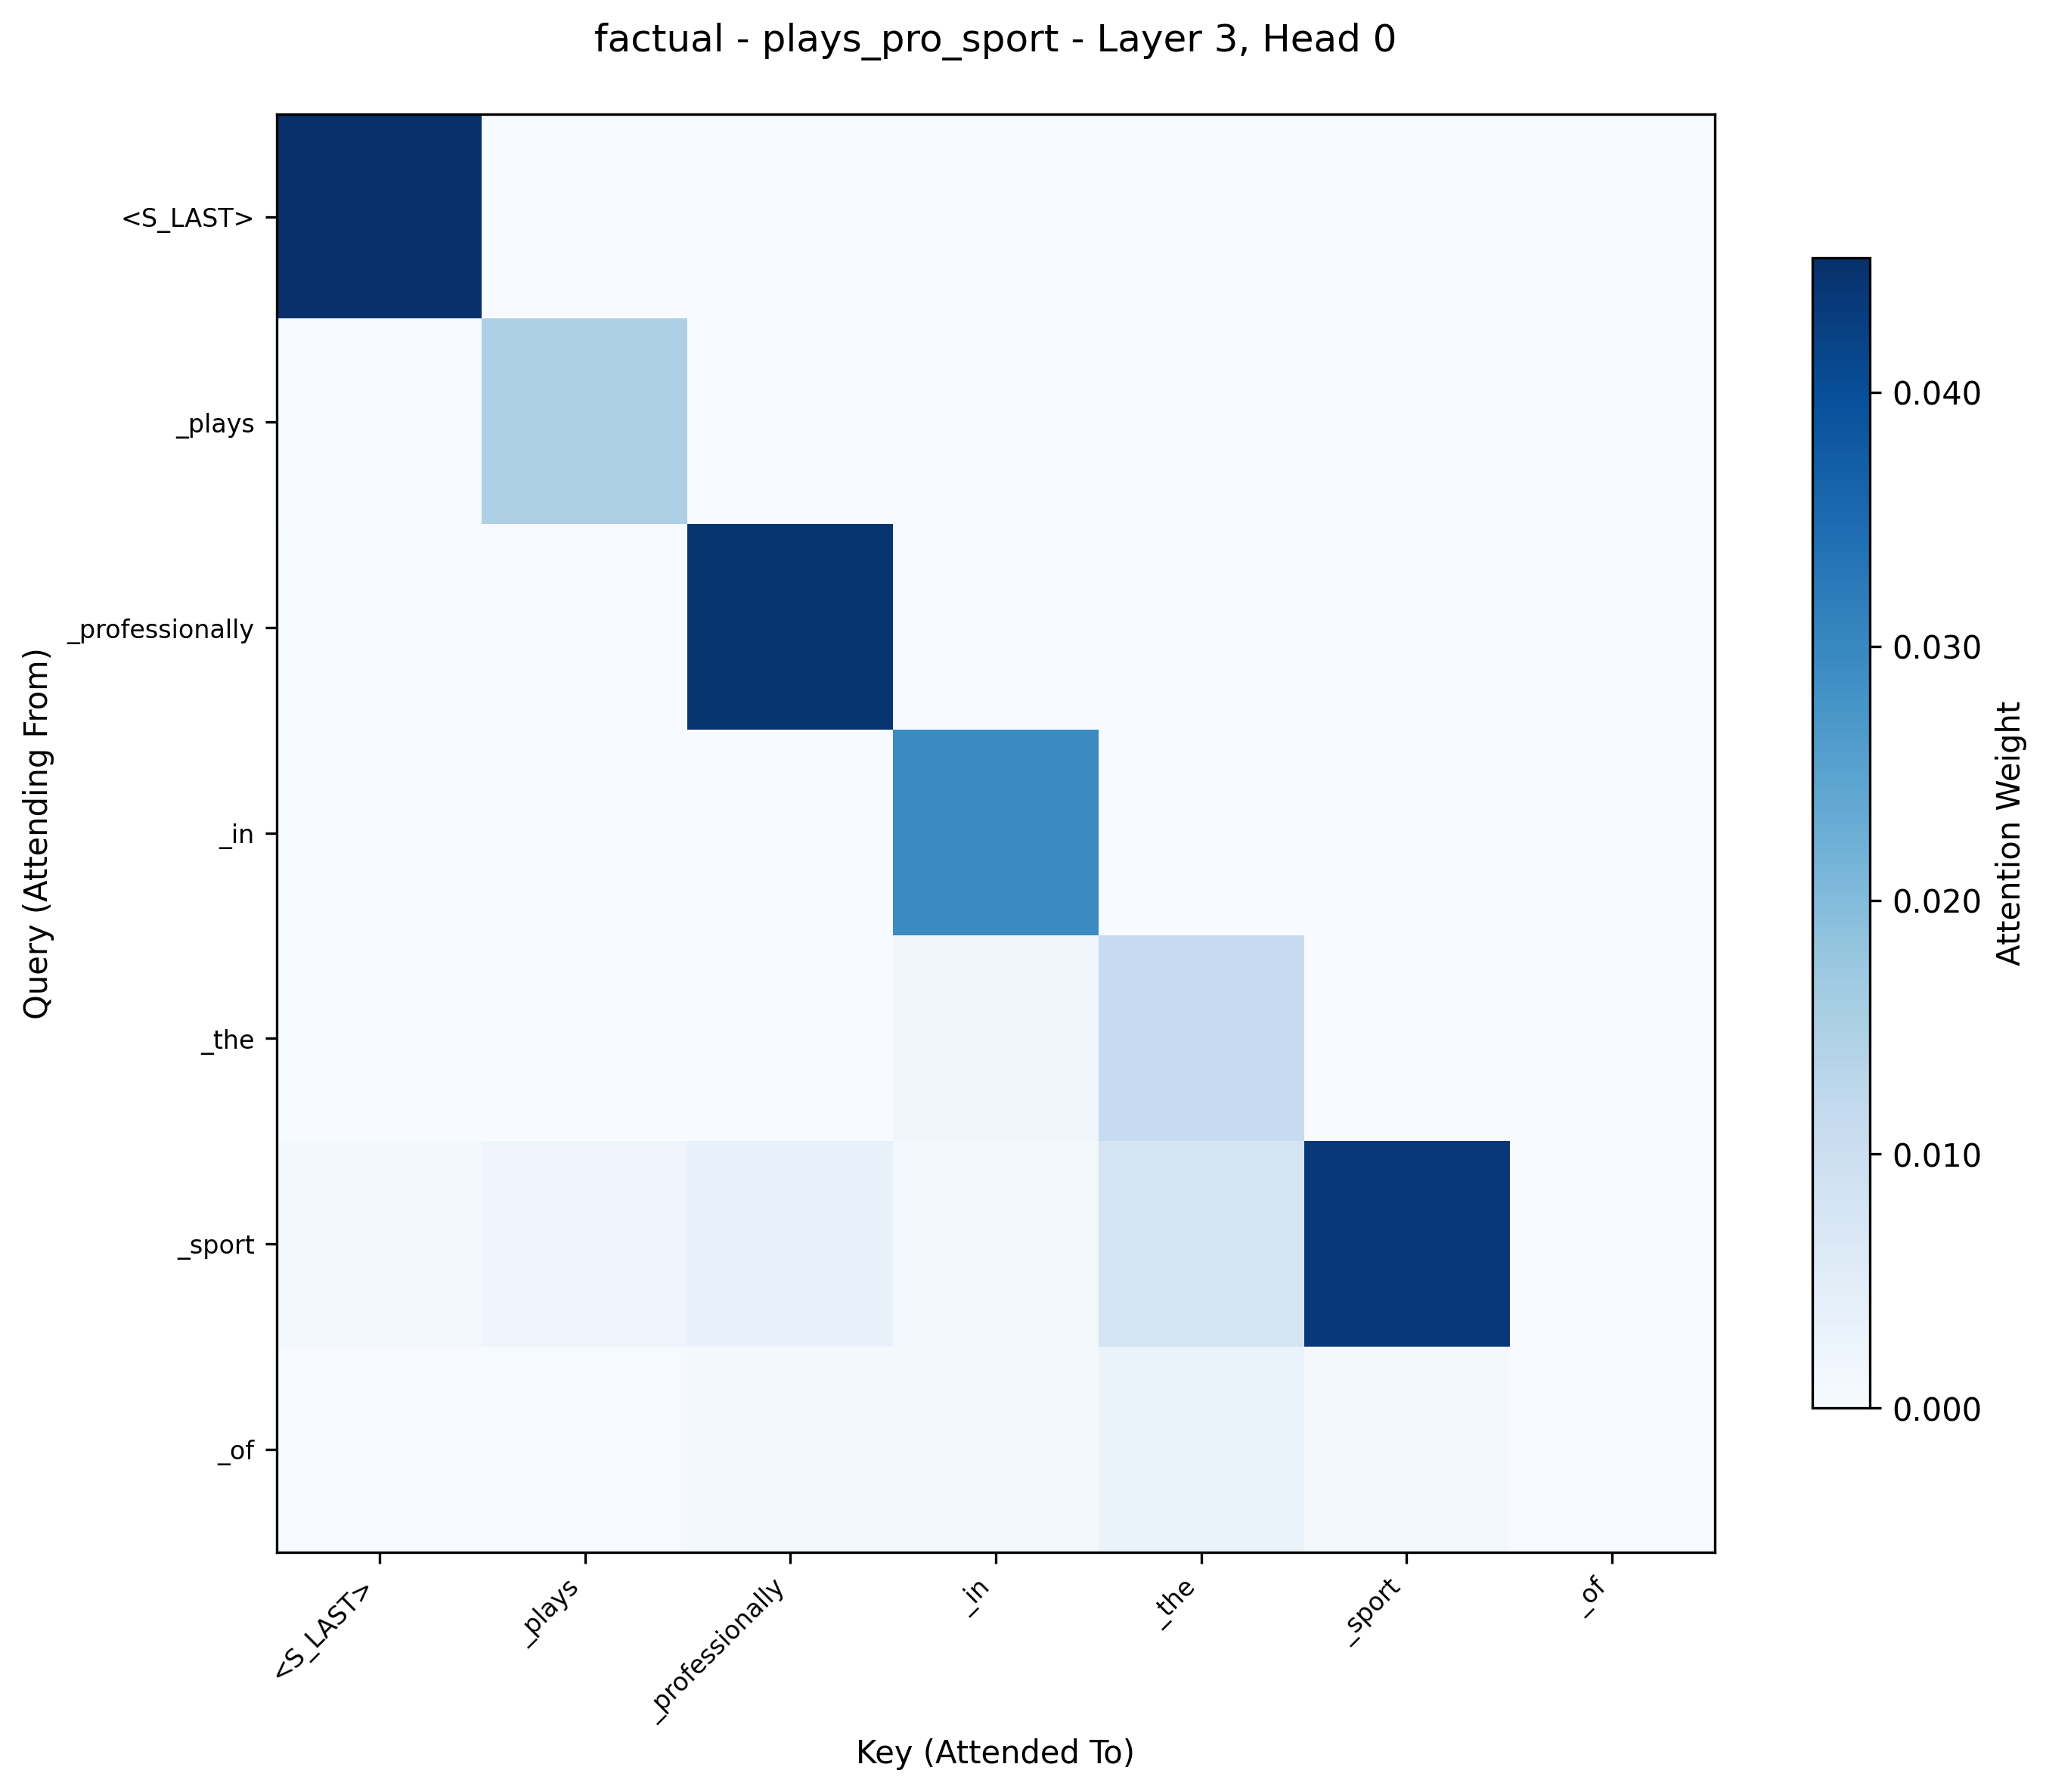 factual - plays_pro_sport - Layer 3, Head 0
<S_LAST>
_plays
_professionally
_in
_the
_sport
_of
Query (Attending From)
<S_LAST>
_plays
_professionally
_in
_the
_sport
_of
Key (Attended To)
0.040
0.030
0.020
0.010
0.000
Attention Weight